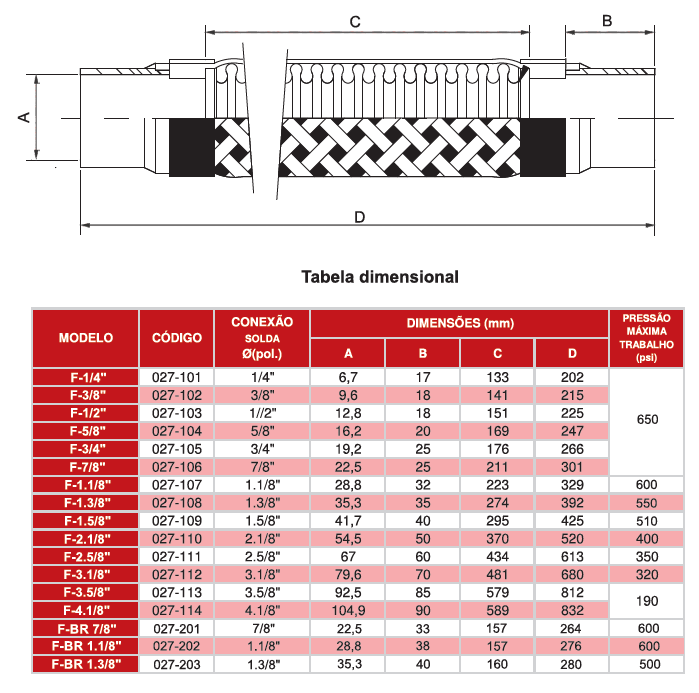 C
B
A
D
Tabela dimensional
MODELO CÓDIGO CONEXÃO SOLDA Ø(pol.) DIMENSÕES (mm) PRESSÃO MÁXIMA TRABALHO (psi)
A B C D
F-1/4" 027-101 1/4" 6,7 17 133 202 650
F-3/8" 027-102 3/8" 9,6 18 141 215
F-1/2" 027-103 1//2" 12,8 18 151 225
F-5/8" 027-104 5/8" 16,2 20 169 247
F-3/4" 027-105 3/4" 19,2 25 176 266
F-7/8" 027-106 7/8" 22,5 25 211 301
F-1.1/8" 027-107 1.1/8" 28,8 32 223 329 600
F-1.3/8" 027-108 1.3/8" 35,3 35 274 392 550
F-1.5/8" 027-109 1.5/8" 41,7 40 295 425 510
F-2.1/8" 027-110 2.1/8" 54,5 50 370 520 400
F-2.5/8" 027-111 2.5/8" 67 60 434 613 350
F-3.1/8" 027-112 3.1/8" 79,6 70 481 680 320
F-3.5/8" 027-113 3.5/8" 92,5 85 579 812 190
F-4.1/8" 027-114 4.1/8" 104,9 90 589 832
F-BR 7/8" 027-201 7/8" 22,5 33 157 264 600
F-BR 1.1/8" 027-202 1.1/8" 28,8 38 157 276 600
F-BR 1.3/8" 027-203 1.3/8" 35,3 40 160 280 500